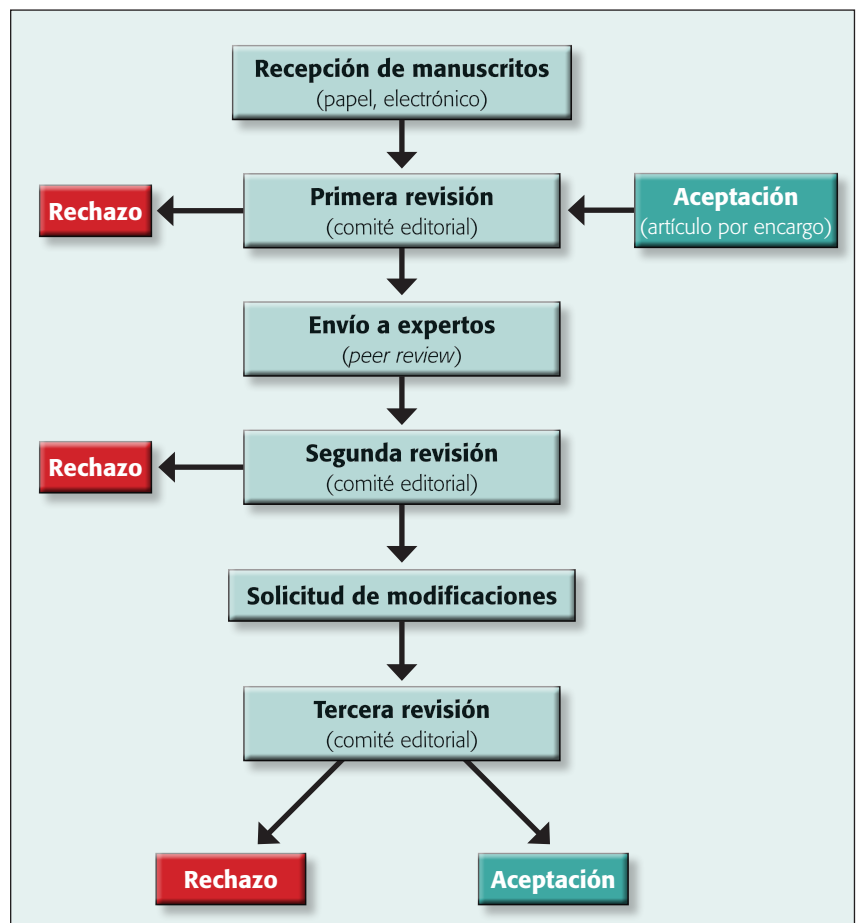 Recepción de manuscritos
(papel, electrónico)
Rechazo
Primera revisión
(comité editorial)
Aceptación
(artículo por encargo)
Envío a expertos
(peer review)
Rechazo
Segunda revisión
(comité editorial)
Solicitud de modificaciones
Tercera revisión
(comité editorial)
Rechazo
Aceptación